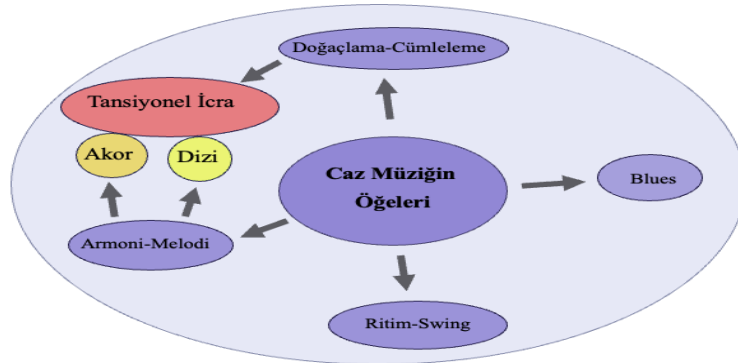 Doğaçlama-Cümleleme
Tansiyonel İcra
Akor
Dizi
Caz Müziğin
Öğeleri
Blues
Armoni-Melodi
Ritim-Swing